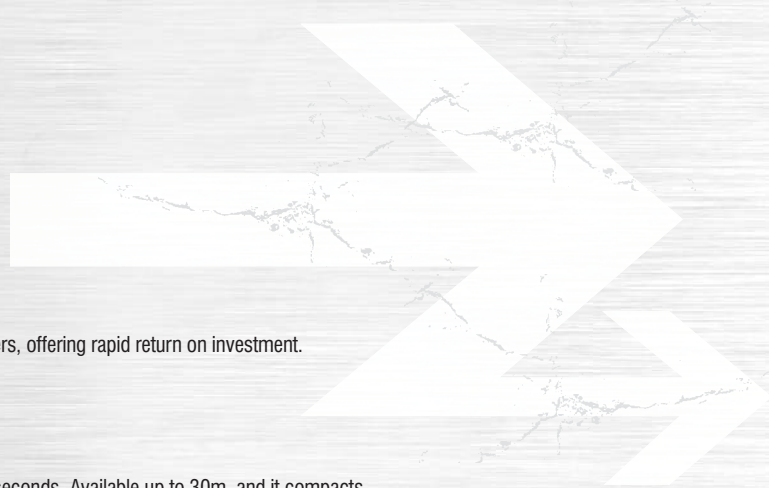 rs, offering rapid return on investment.
seconds. Available up to 30m, and it compacts